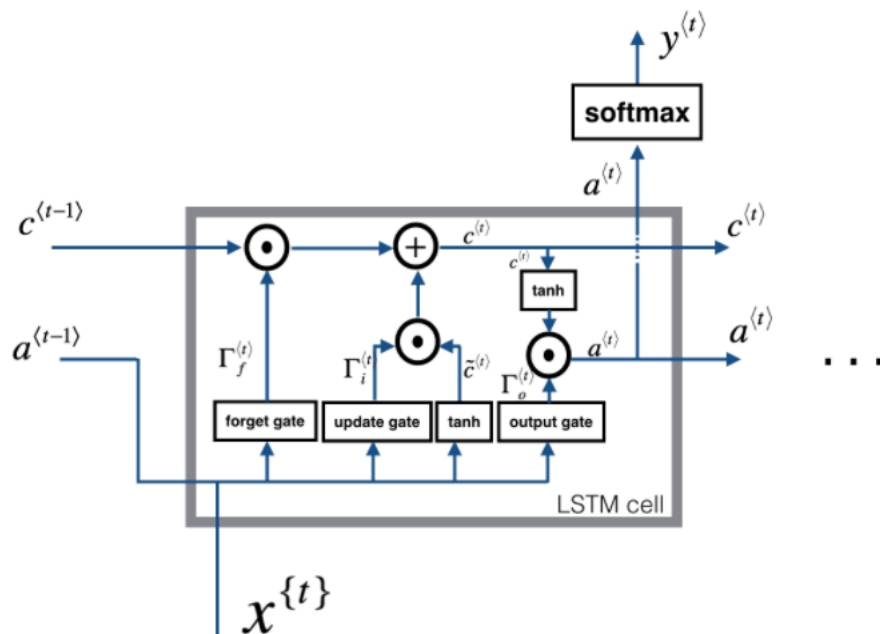 y⟨t⟩
softmax
a⟨t⟩
c⟨t−1⟩
c⟨t⟩
c⟨t⟩
c⟨t⟩
tanh
a⟨t−1⟩
Γf⟨t⟩
Γi⟨t⟩
c̃⟨t⟩
Γo⟨t⟩
a⟨t⟩
a⟨t⟩
...
forget gate
update gate
tanh
output gate
LSTM cell
x{t}